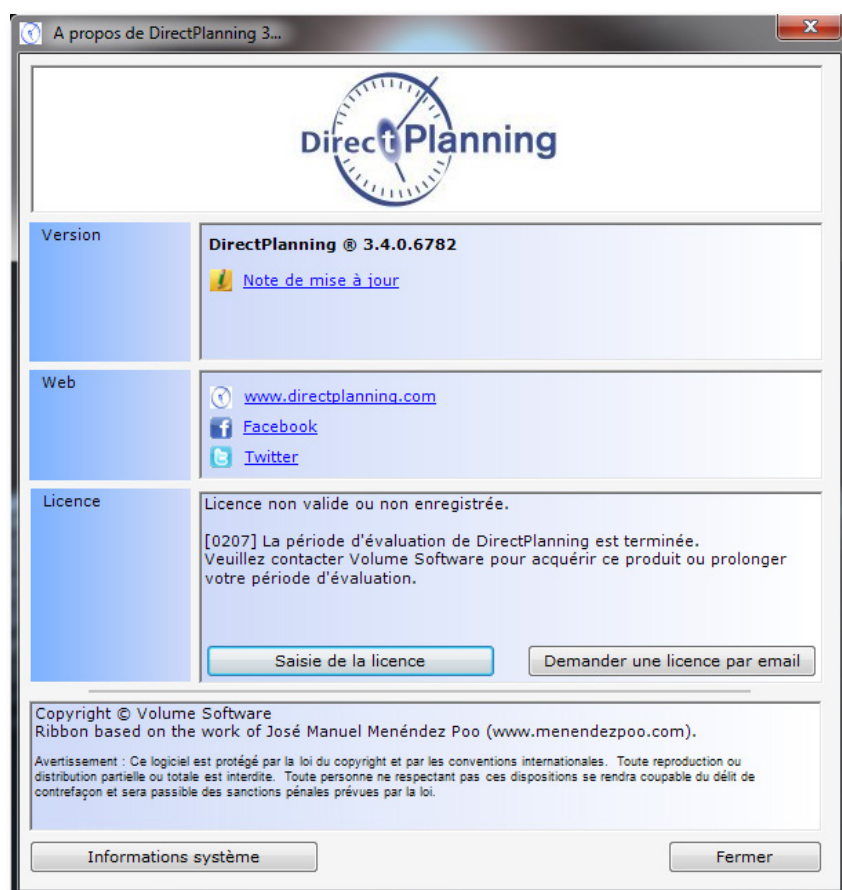 A propos de DirectPlanning 3...
DirectPlanning
Version
DirectPlanning ® 3.4.0.6782
Note de mise à jour
Web
www.directplanning.com
Facebook
Twitter
Licence
Licence non valide ou non enregistrée.
[0207] La période d'évaluation de DirectPlanning est terminée.
Veuillez contacter Volume Software pour acquérir ce produit ou prolonger
votre période d'évaluation.
Saisie de la licence
Demander une licence par email
Copyright © Volume Software
Ribbon based on the work of José Manuel Menéndez Poo (www.menendezpoo.com).
Avertissement : Ce logiciel est protégé par la loi du copyright et par les conventions internationales. Toute reproduction ou
distribution partielle ou totale est interdite. Toute personne ne respectant pas ces dispositions se rendra coupable du délit de
contrefaçon et sera passible des sanctions pénales prévues par la loi.
Informations système
Fermer